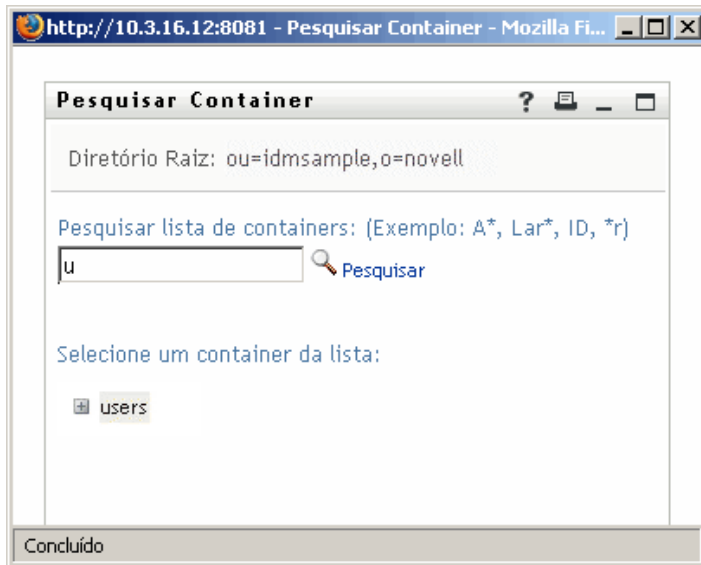 http://10.3.16.12:8081 - Pesquisar Container - Mozilla Fi...
Pesquisar Container
Diretório Raiz: ou=idmsample,o=novell
Pesquisar lista de containers: (Exemplo: A*, Lar*, ID, *r)
u Pesquisar
Selecione um container da lista:
users
Concluído